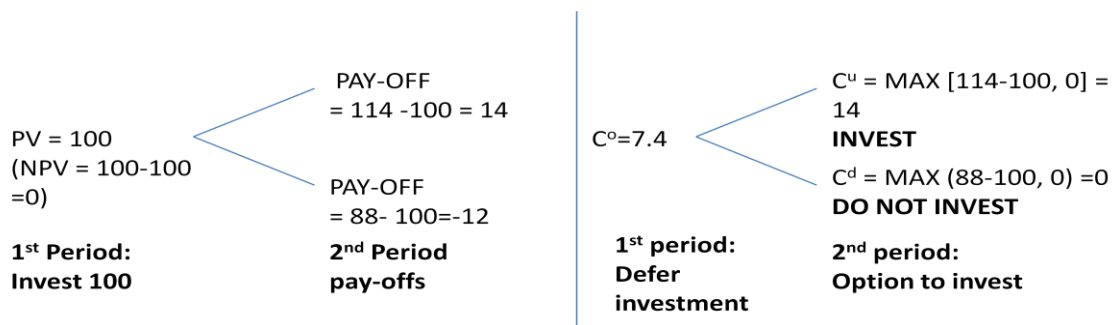 PAY-OFF
= 114 -100 = 14
PV = 100
(NPV = 100-100
=0)
PAY-OFF
= 88- 100=-12
1st Period:
Invest 100
2nd Period
pay-offs
Cᵘ = MAX [114-100, 0] =
14
INVEST
Cᵒ=7.4
Cᵈ = MAX (88-100, 0) =0
DO NOT INVEST
1st period:
Defer
investment
2nd period:
Option to invest